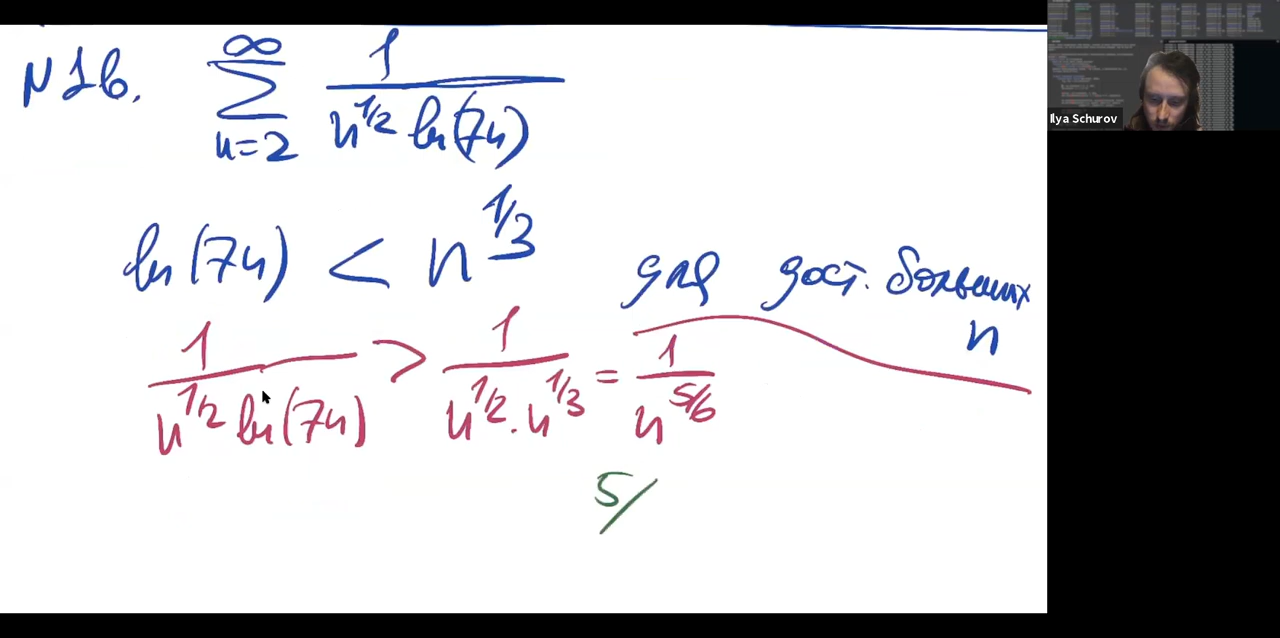 N 1в. ∑_{n=2}^{∞} 1/(n^{1/2} ln(7n))
ln(7n) < n^{1/3} для дост. больших n
1/(n^{1/2} ln(7n)) > 1/(n^{1/2} · n^{1/3}) = 1/n^{5/6}
5/
Ilya Schurov